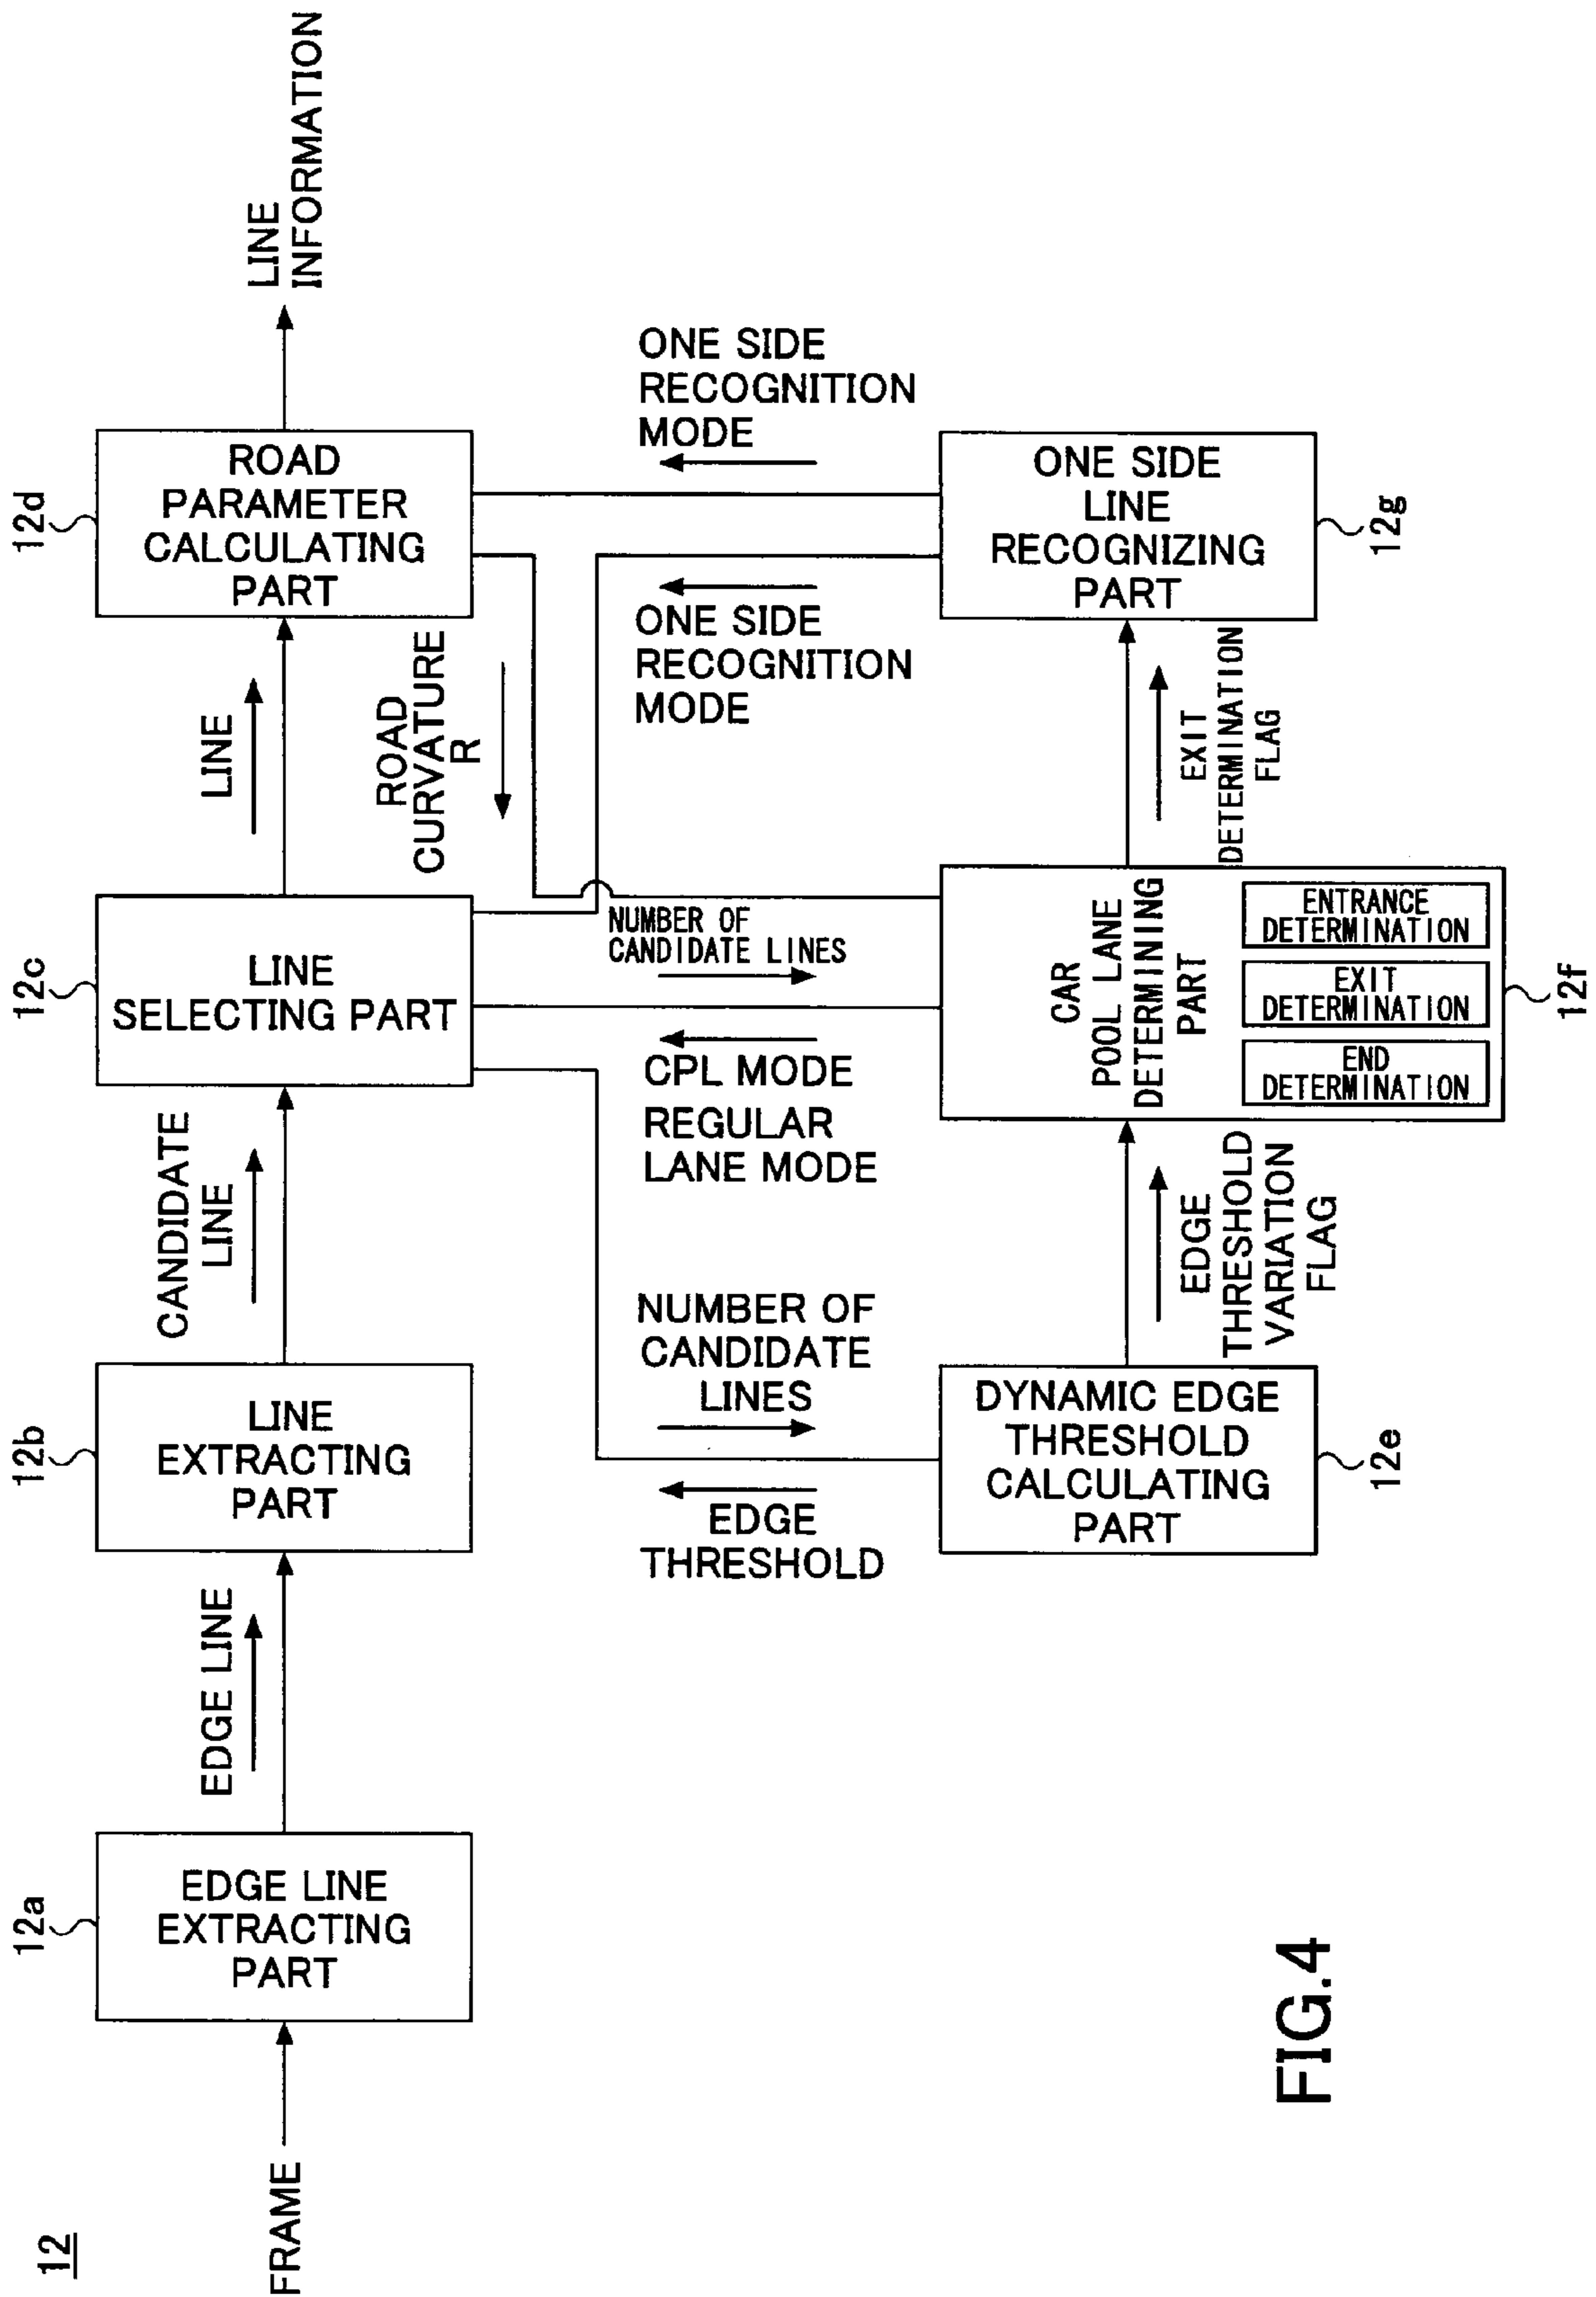 12
FRAME
12a
EDGE LINE
EXTRACTING
PART
EDGE LINE
12b
LINE
EXTRACTING
PART
CANDIDATE
LINE
12c
LINE
SELECTING PART
LINE
12d
ROAD
PARAMETER
CALCULATING
PART
LINE
INFORMATION
ROAD
CURVATURE
R
ONE SIDE
RECOGNITION
MODE
ONE SIDE
RECOGNITION
MODE
NUMBER OF
CANDIDATE LINES
CPL MODE
REGULAR
LANE MODE
NUMBER OF
CANDIDATE
LINES
EDGE
THRESHOLD
DYNAMIC EDGE
THRESHOLD
CALCULATING
PART
12e
EDGE
THRESHOLD
VARIATION
FLAG
CAR
POOL LANE
DETERMINING
PART
ENTRANCE
DETERMINATION
EXIT
DETERMINATION
END
DETERMINATION
12f
EXIT
DETERMINATION
FLAG
ONE SIDE
LINE
RECOGNIZING
PART
12g
FIG.4